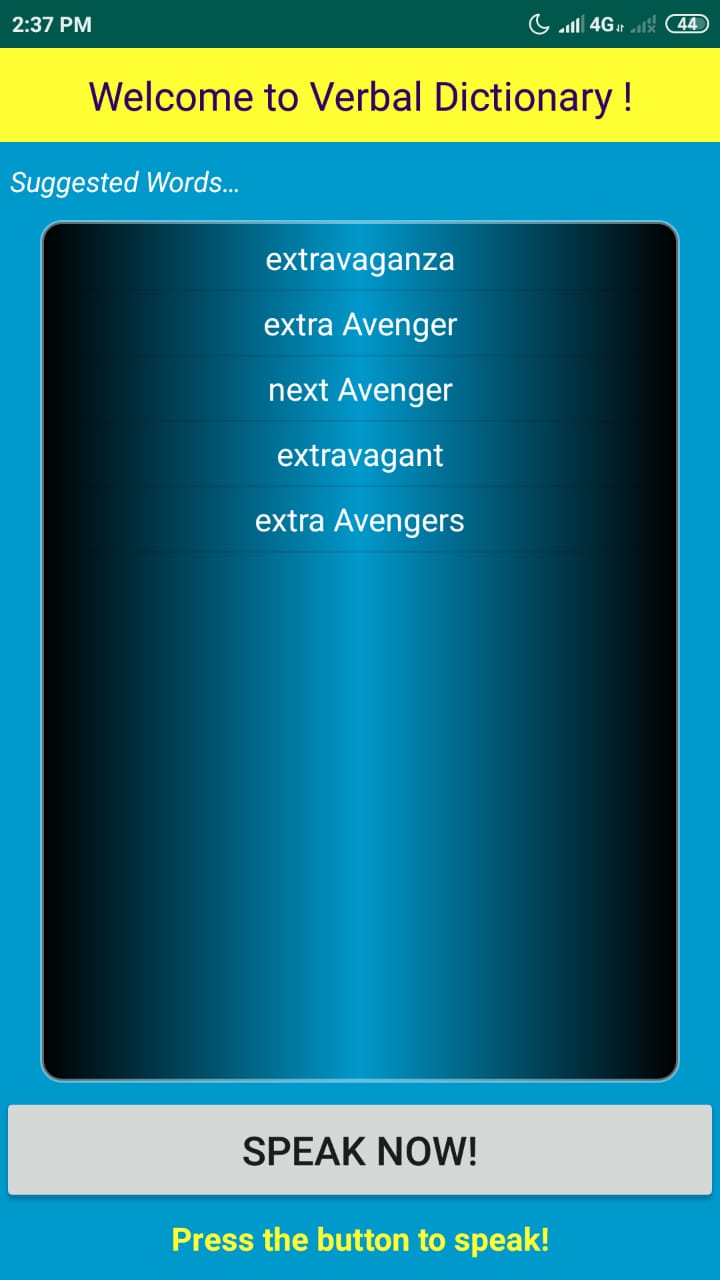 2:37 PM 4G 44
Welcome to Verbal Dictionary !
Suggested Words...
extravaganza
extra Avenger
next Avenger
extravagant
extra Avengers
SPEAK NOW!
Press the button to speak!